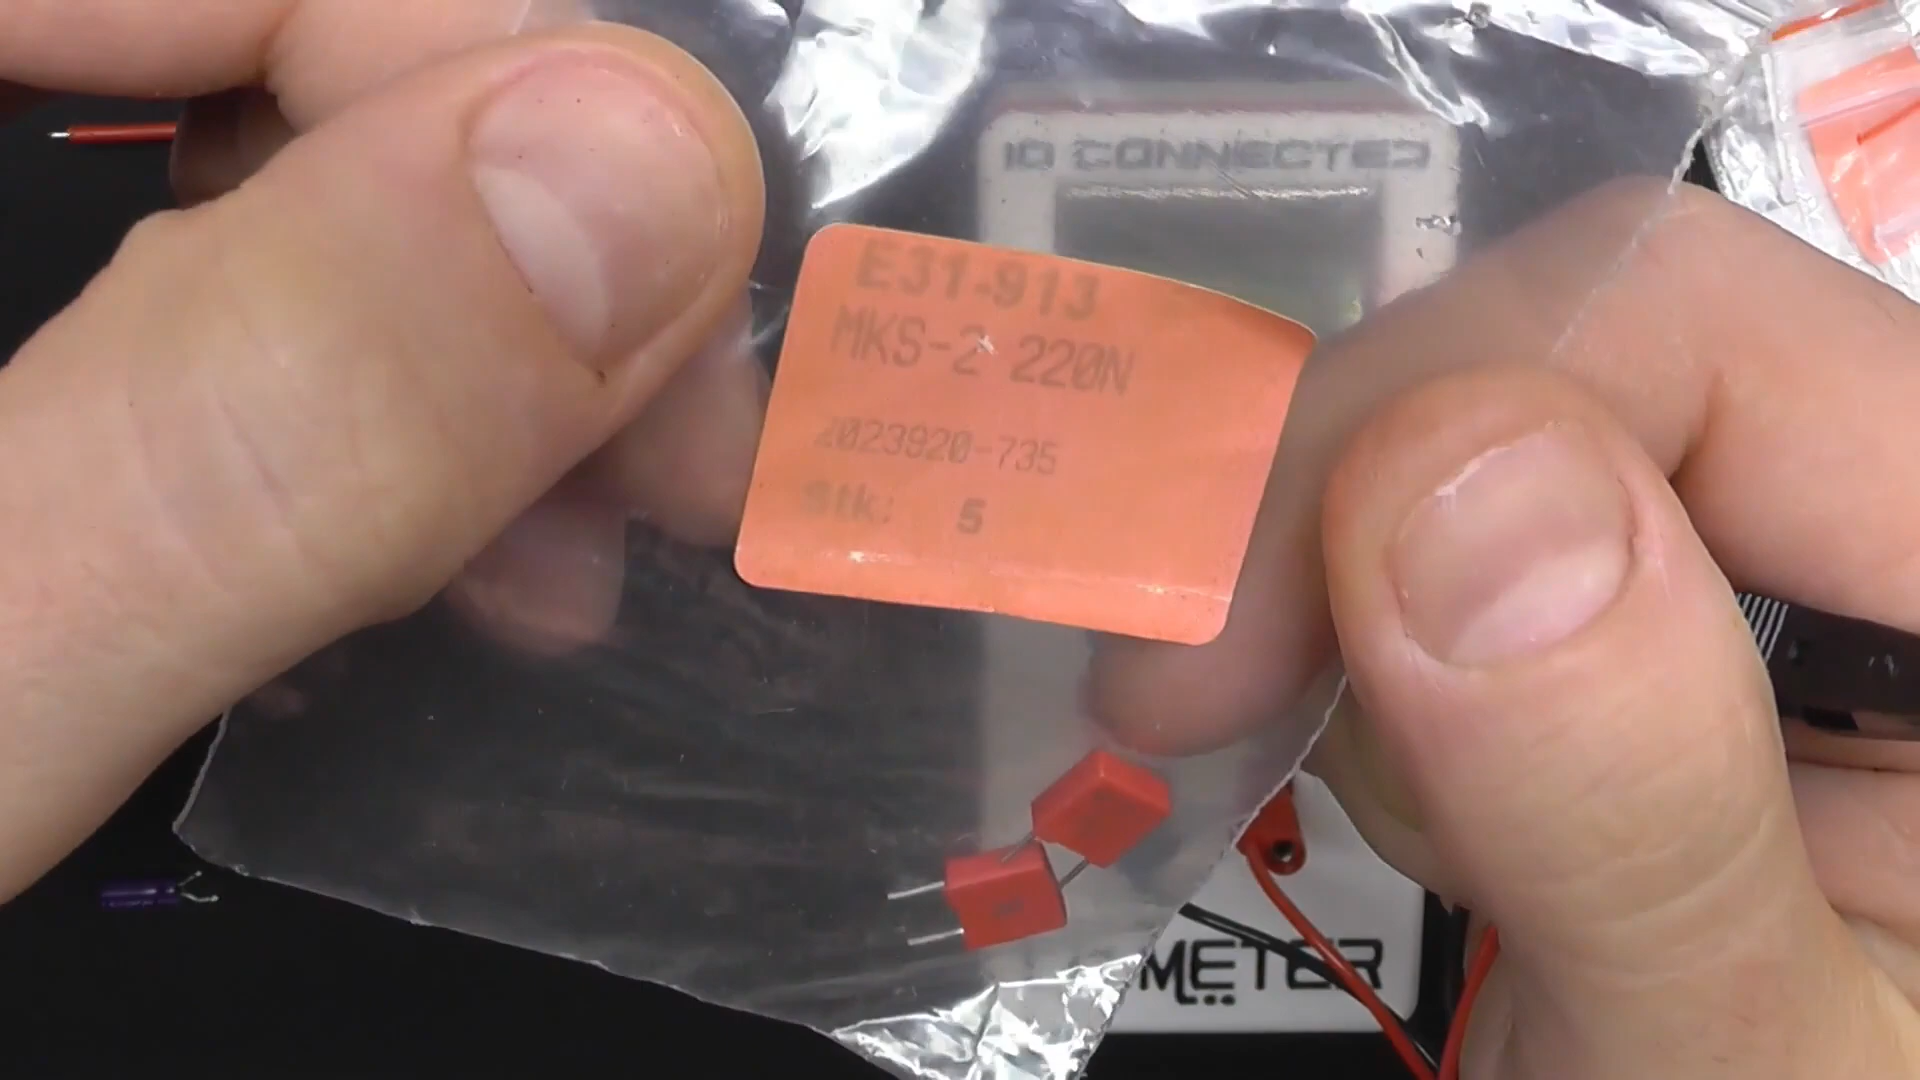 IO CONNECTED
E31-913
MKS-2 220N
2023920-735
Stk: 5
METER